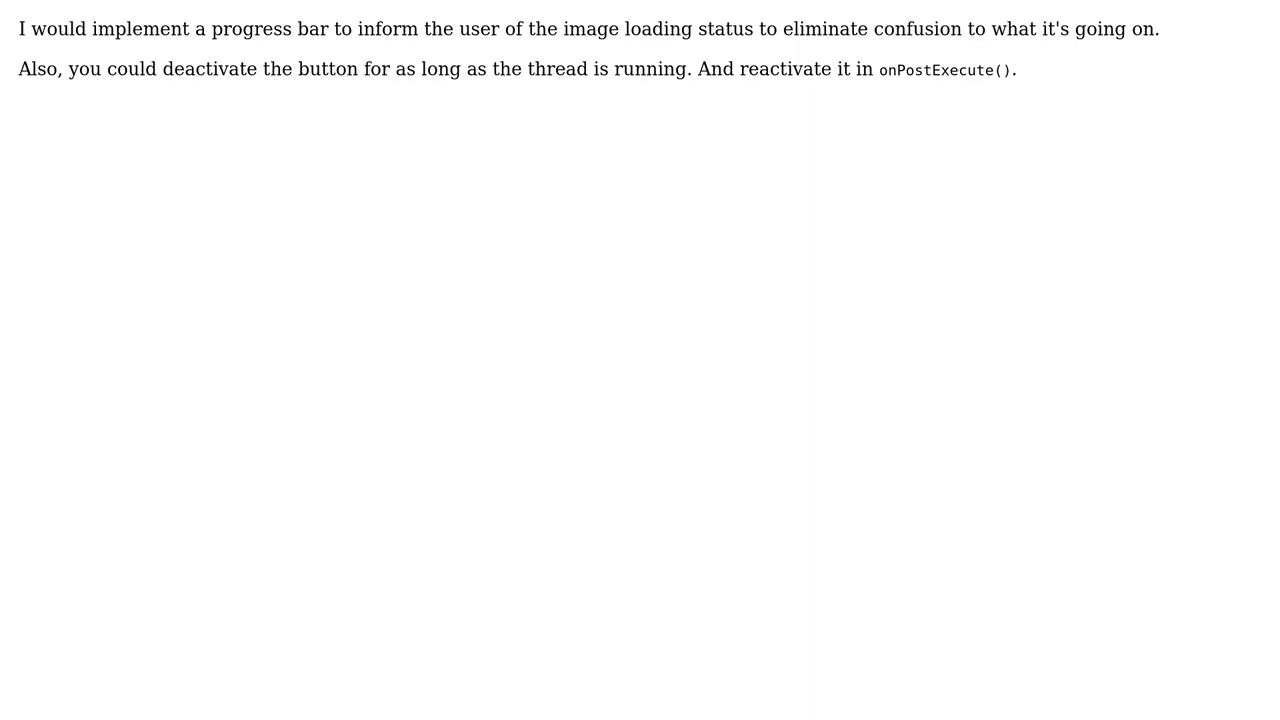 I would implement a progress bar to inform the user of the image loading status to eliminate confusion to what it's going on.
Also, you could deactivate the button for as long as the thread is running. And reactivate it in onPostExecute().